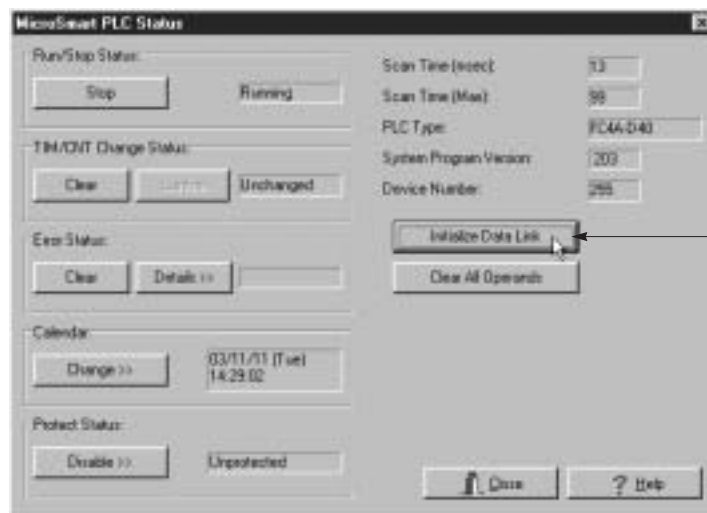 MicroSmart PLC Status
Run/Stop Status:
Stop
Running
TIM/CNT Change Status:
Clear
Unchanged
Error Status:
Clear
Details >>
Calendar
Change >>
03/11/11 (Tue)
14:29:02
Protect Status:
Disable >>
Unprotected
Scan Time (msec):
13
Scan Time (Max):
PLC Type:
FC4A-D40
System Program Version:
203
Device Number:
255
Initialize Data Link
Clear All Operands
Close
? Help